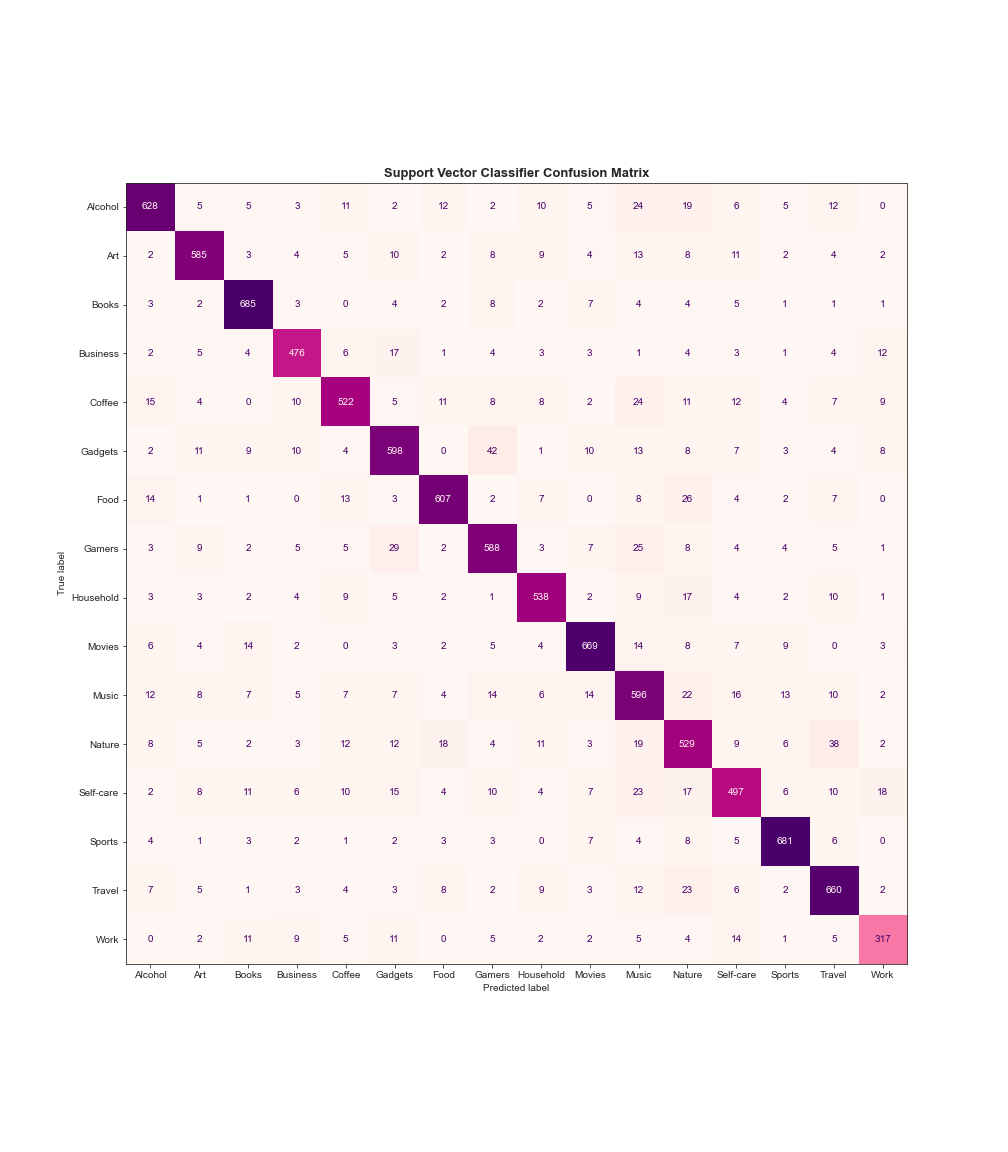 Support Vector Classifier Confusion Matrix
Alcohol 628 5 5 3 11 2 12 2 10 5 24 19 6 5 12 0
Art 2 585 3 4 5 10 2 8 9 4 13 8 11 2 4 2
Books 3 2 685 3 0 4 2 8 2 7 4 4 5 1 1 1
Business 2 5 4 476 6 17 1 4 3 3 1 4 3 1 4 12
Coffee 15 4 0 10 522 5 11 8 8 2 24 11 12 4 7 9
Gadgets 2 11 9 10 4 598 0 42 1 10 13 8 7 3 4 8
Food 14 1 1 0 13 3 607 2 7 0 8 26 4 2 7 0
Gamers 3 9 2 5 5 29 2 588 3 7 25 8 4 4 5 1
True label
Household 3 3 2 4 9 5 2 1 538 2 9 17 4 2 10 1
Movies 6 4 14 2 0 3 2 5 4 669 14 8 7 9 0 3
Music 12 8 7 5 7 7 4 14 6 14 596 22 16 13 10 2
Nature 8 5 2 3 12 12 18 4 11 3 19 529 9 6 38 2
Self-care 2 8 11 6 10 15 4 10 4 7 23 17 497 6 10 18
Sports 4 1 3 2 1 2 3 3 0 7 4 8 5 681 6 0
Travel 7 5 1 3 4 3 8 2 9 3 12 23 6 2 660 2
Work 0 2 11 9 5 11 0 5 2 2 5 4 14 1 5 317
Alcohol Art Books Business Coffee Gadgets Food Gamers Household Movies Music Nature Self-care Sports Travel Work
Predicted label